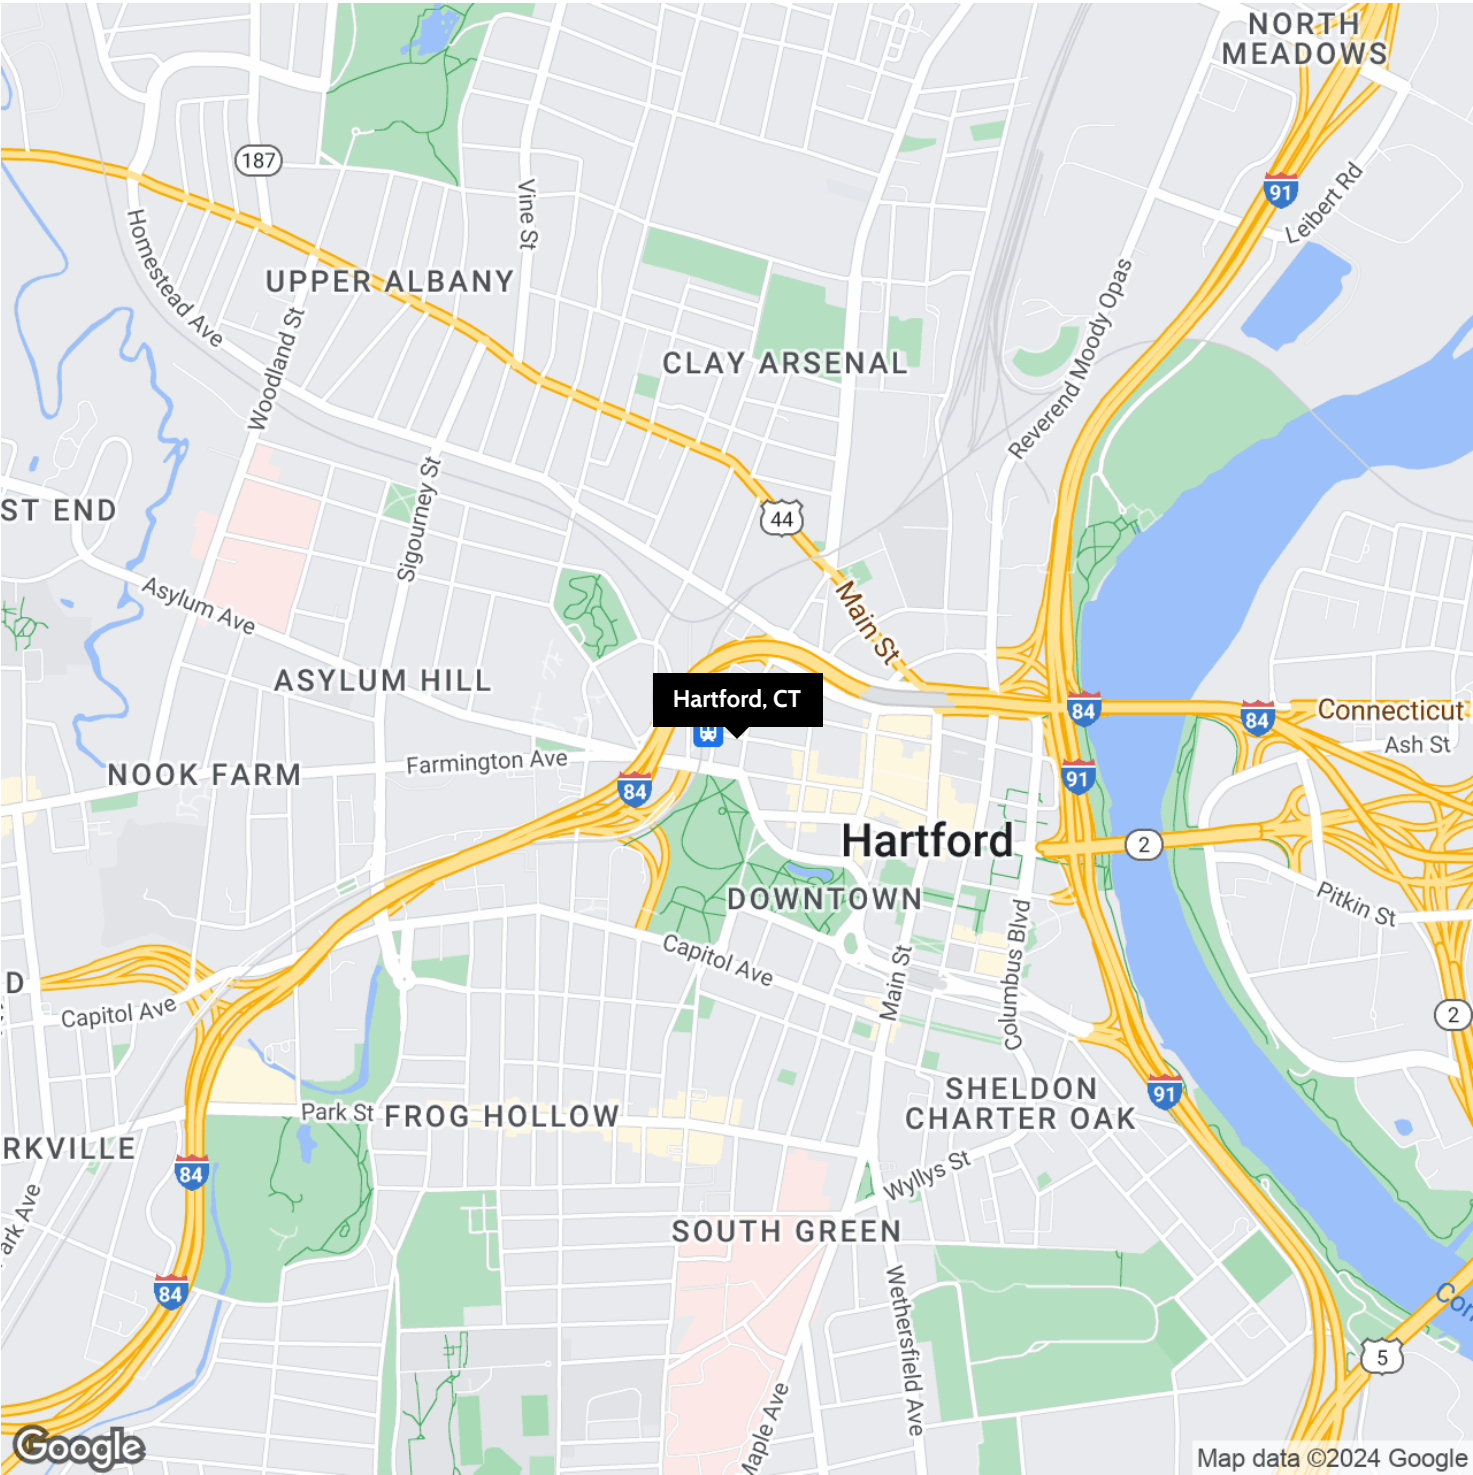 NORTH
MEADOWS
187
91
Vine St
Leibert Rd
Homestead Ave
UPPER ALBANY
Woodland St
Reverend Moody Opas
CLAY ARSENAL
Sigourney St
ST END
44
Asylum Ave
Main St
ASYLUM HILL
Hartford, CT
84
84
Connecticut
Ash St
Farmington Ave
NOOK FARM
84
91
Hartford
2
DOWNTOWN
Pitkin St
Columbus Blvd
Capitol Ave
Main St
D
Capitol Ave
2
SHELDON
CHARTER OAK
91
Park St
FROG HOLLOW
RKVILLE
84
Wyllys St
ark Ave
SOUTH GREEN
84
Wethersfield Ave
Con
5
Maple Ave
Google
Map data ©2024 Google